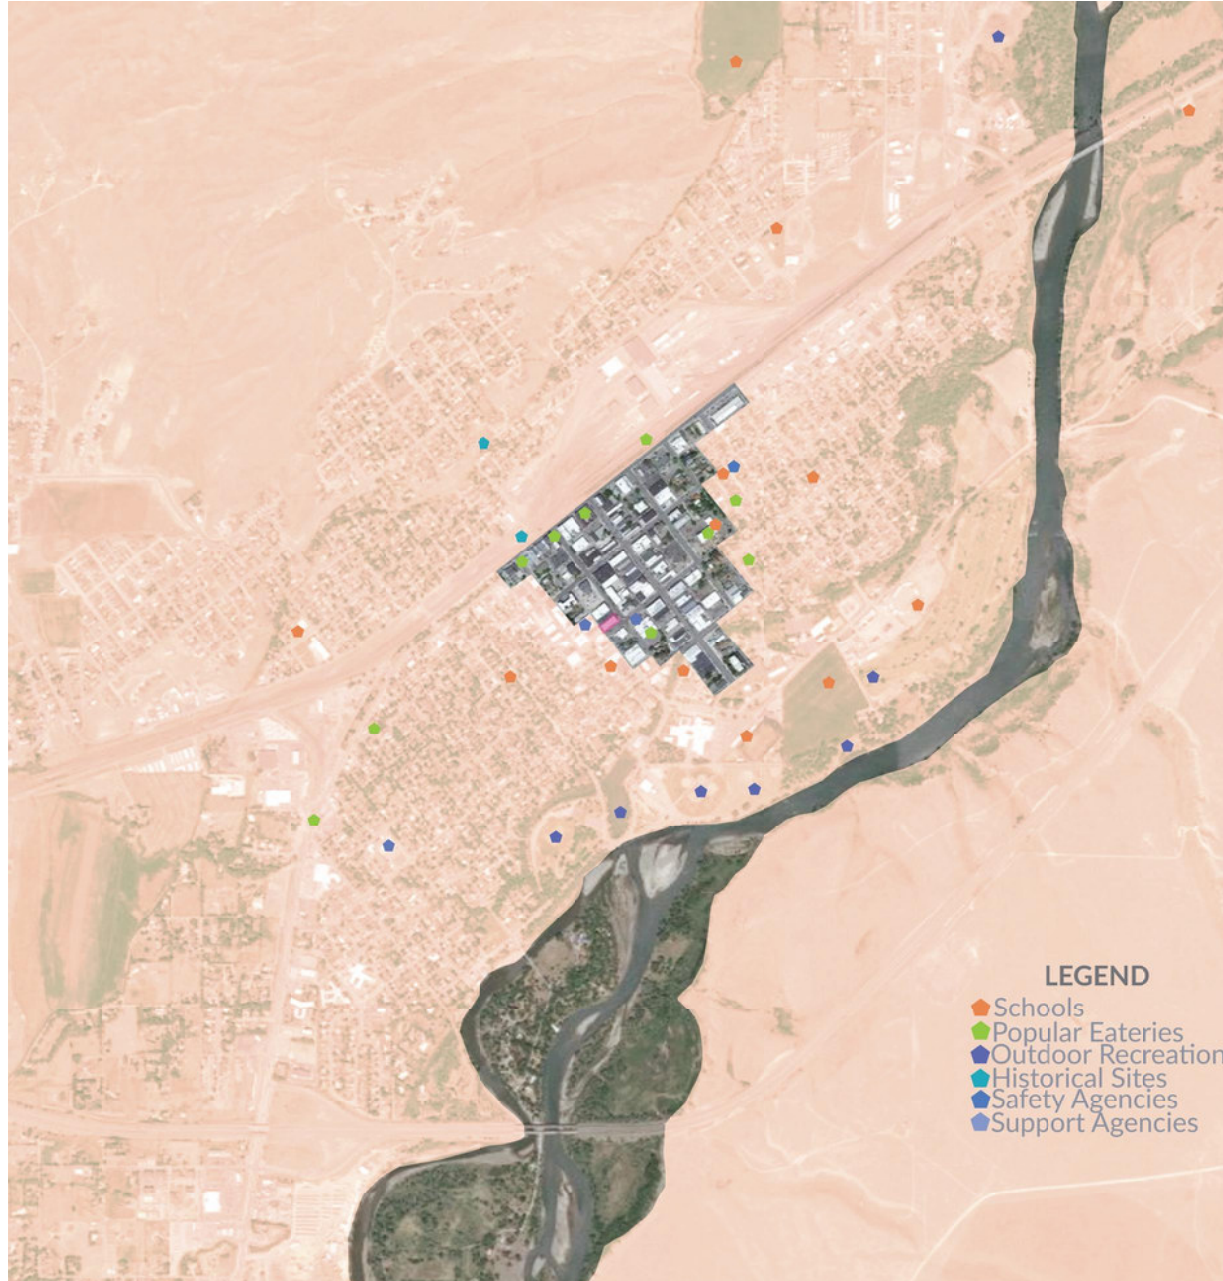 LEGEND
Schools
Popular Eateries
Outdoor Recreation
Historical Sites
Safety Agencies
Support Agencies